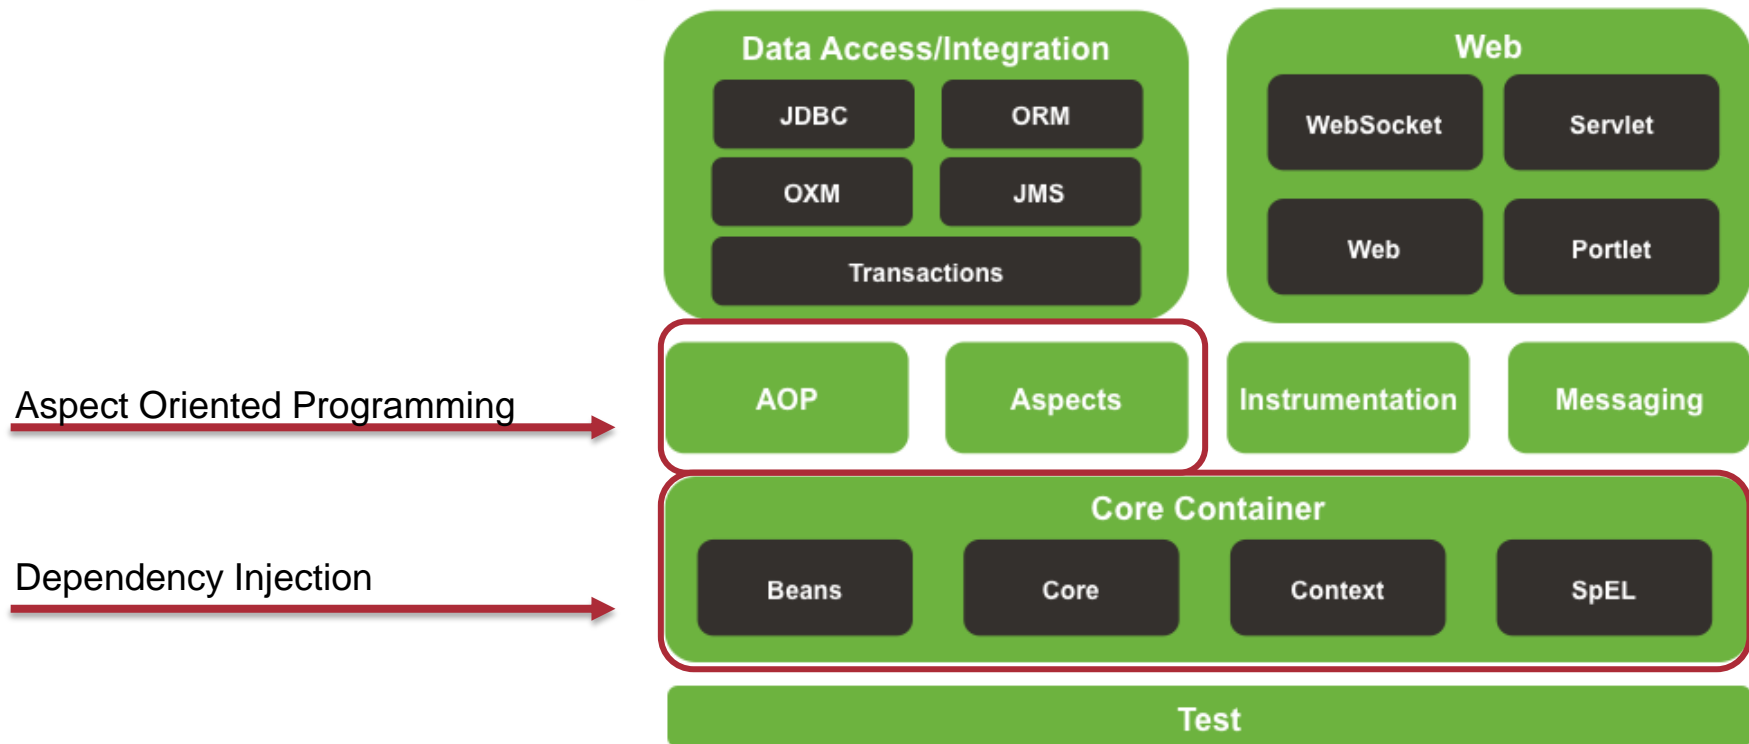 Data Access/Integration
JDBC
ORM
OXM
JMS
Transactions
Web
WebSocket
Servlet
Web
Portlet
Aspect Oriented Programming
AOP
Aspects
Instrumentation
Messaging
Dependency Injection
Core Container
Beans
Core
Context
SpEL
Test